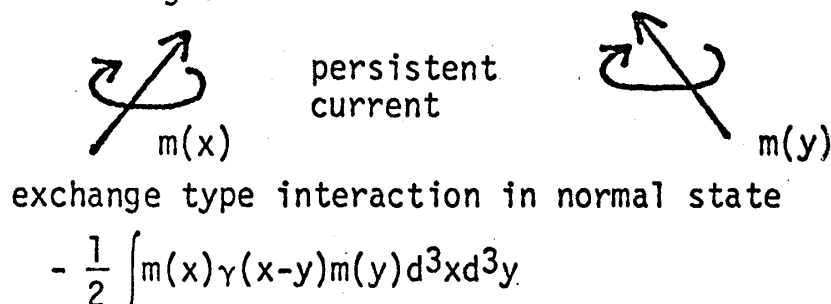 persistent
current
m(x)
m(y)
exchange type interaction in normal state
- 1/2 ∫m(x)γ(x-y)m(y)d³xd³y